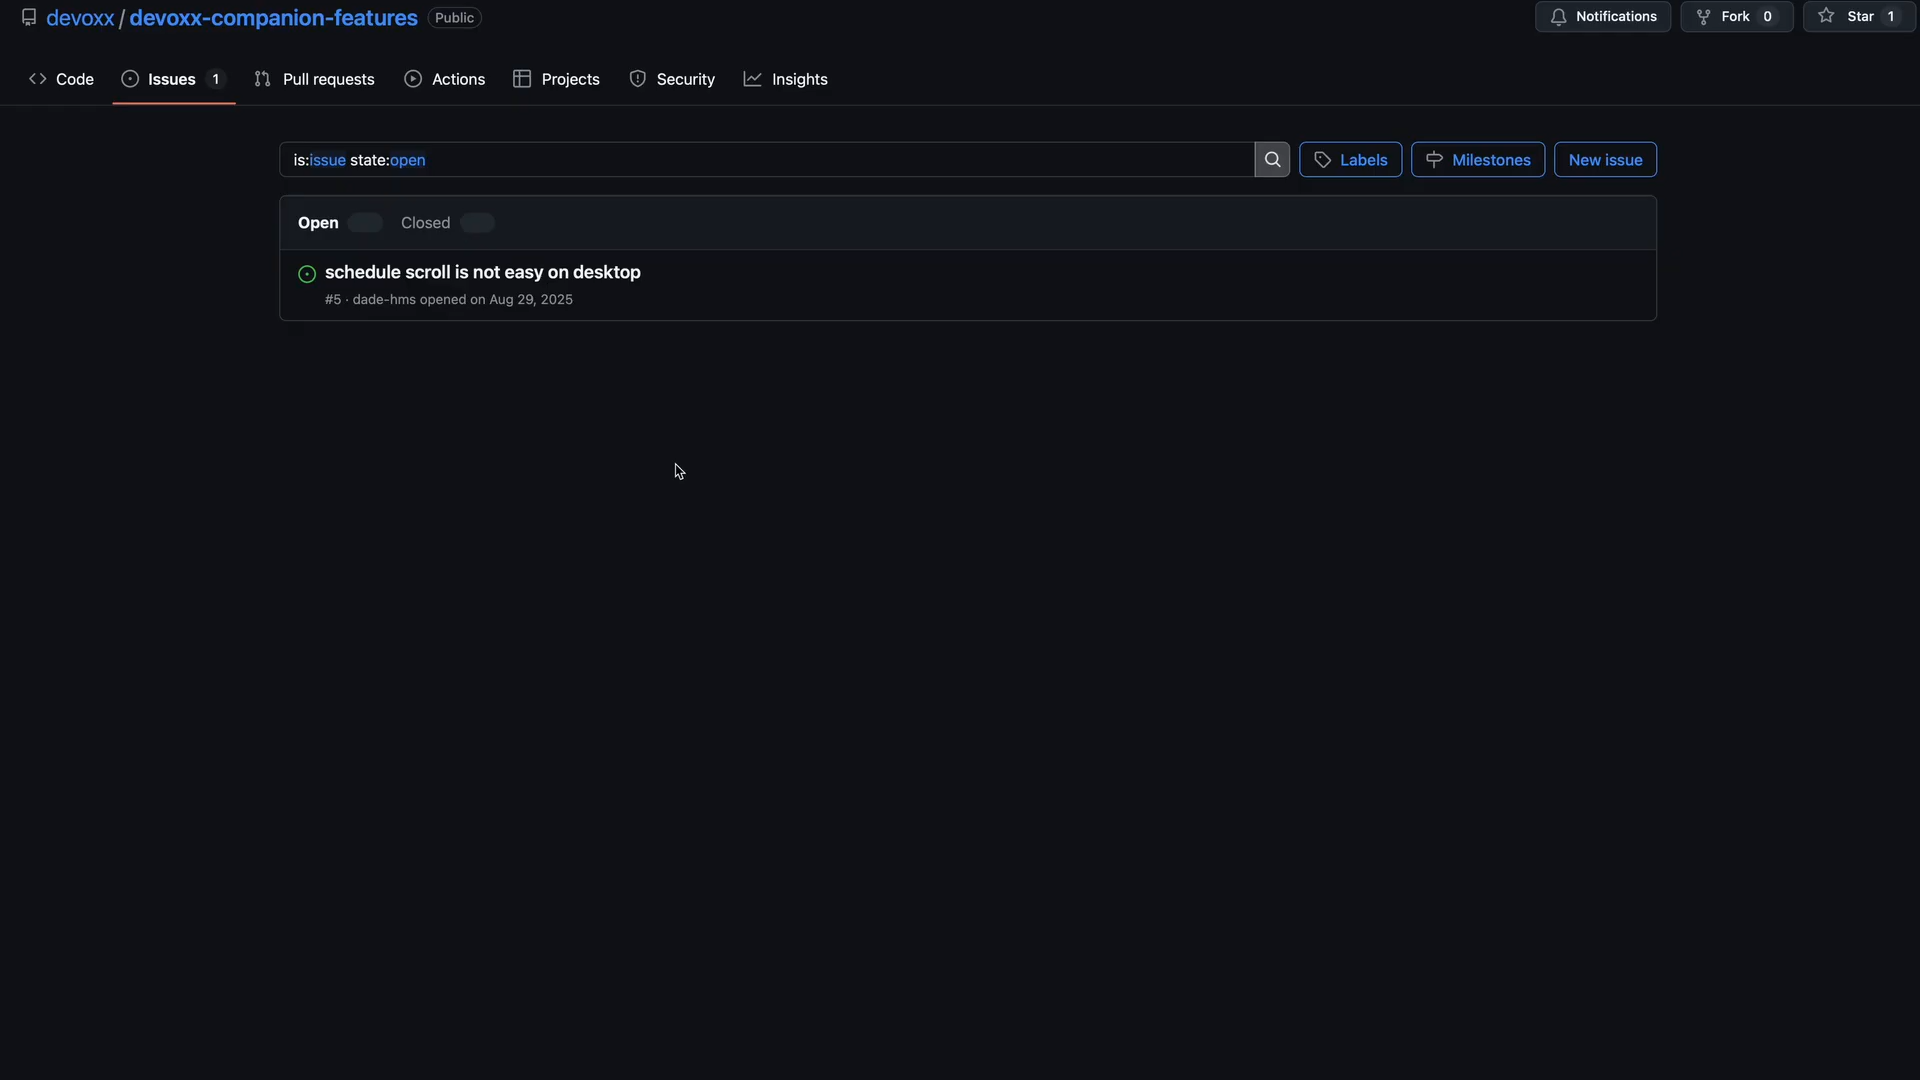 devoxx / devoxx-companion-features Public Notifications Fork 0 Star 1
Code Issues 1 Pull requests Actions Projects Security Insights
is:issue state:open Labels Milestones New issue
Open Closed
schedule scroll is not easy on desktop
#5 · dade-hms opened on Aug 29, 2025